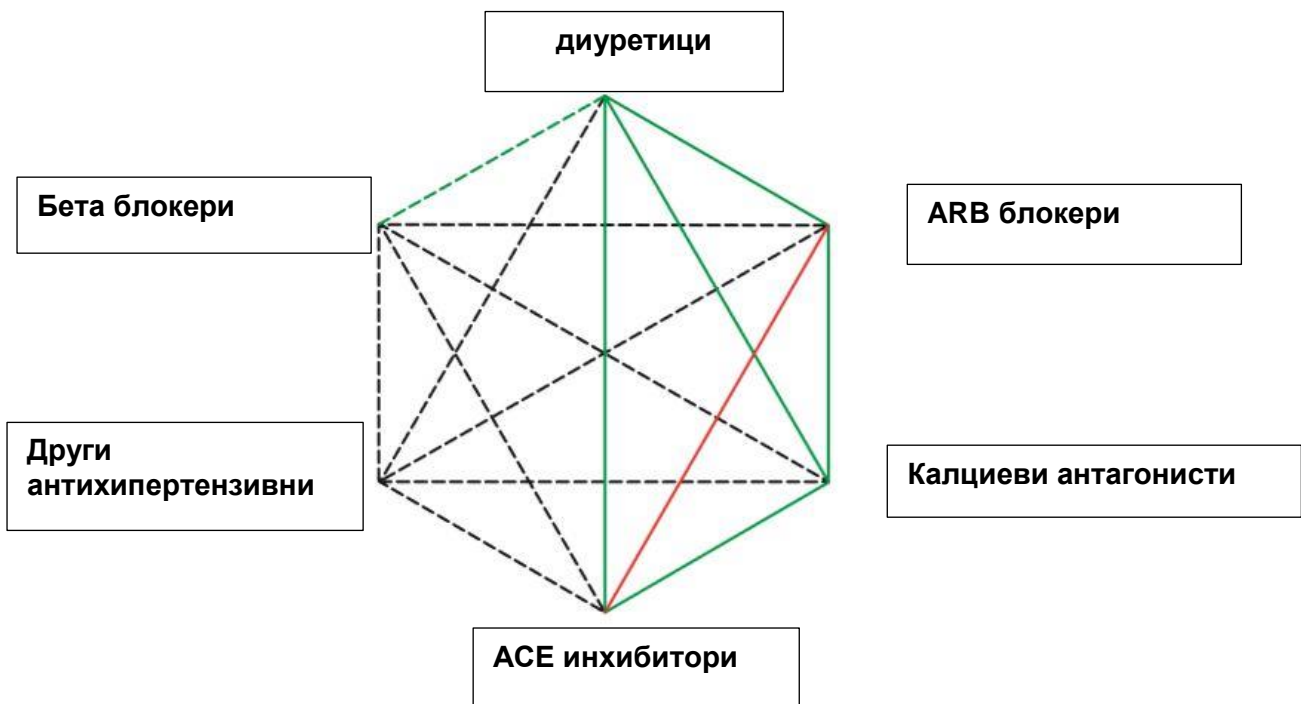 диуретици
Бета блокери
ARB блокери
Други
антихипертензивни
Калциеви антагонисти
ACE инхибитори